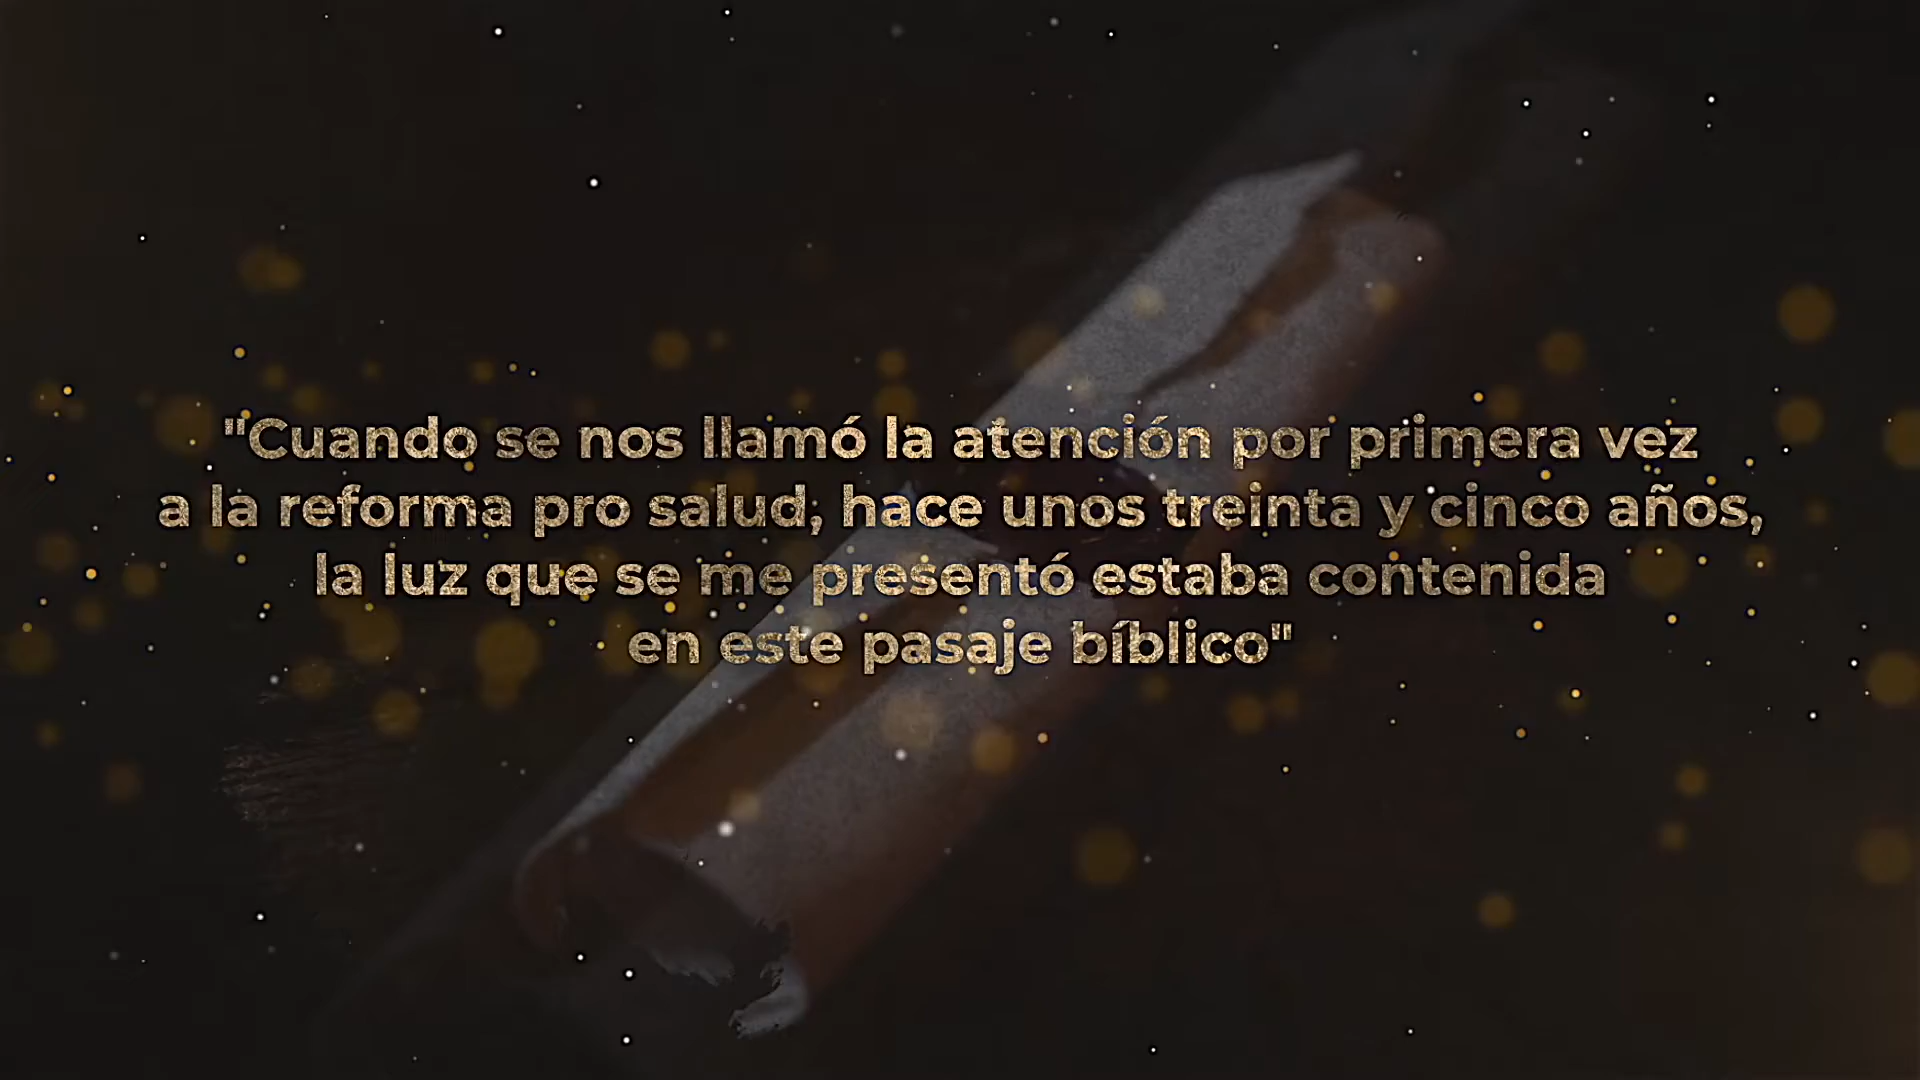 "Cuando se nos llamó la atención por primera vez
a la reforma pro salud, hace unos treinta y cinco años,
la luz que se me presentó estaba contenida
en este pasaje bíblico"